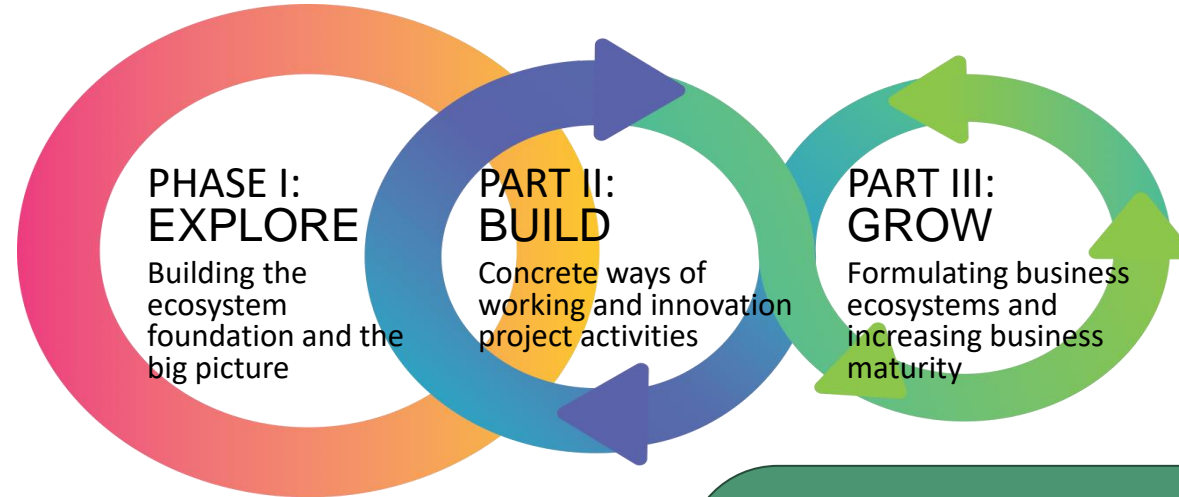 PHASE I:
EXPLORE
Building the
ecosystem
foundation and the
big picture
PART II:
BUILD
Concrete ways of
working and innovation
project activities
PART III:
GROW
Formulating business
ecosystems and
increasing business
maturity